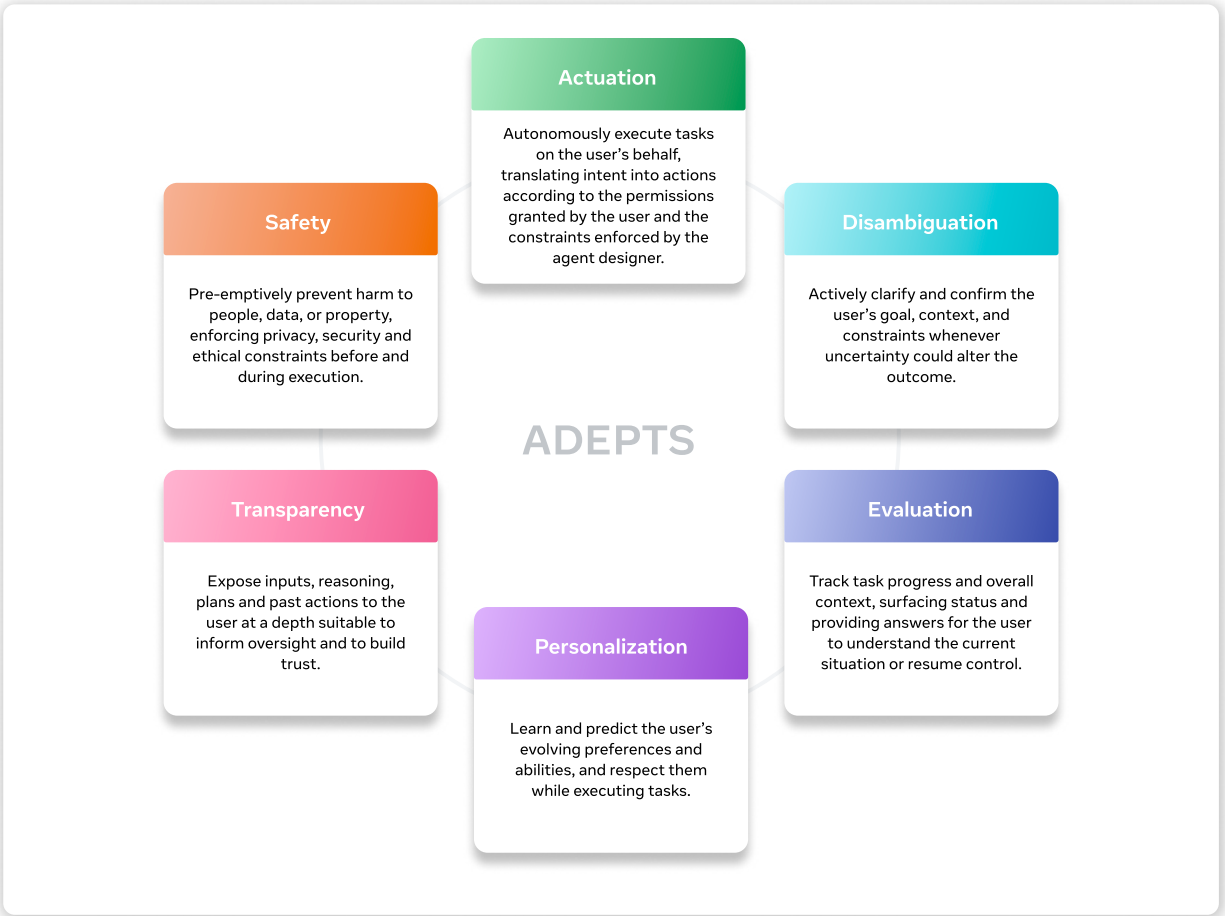 Actuation
Autonomously execute tasks
on the user’s behalf,
translating intent into actions
according to the permissions
granted by the user and the
constraints enforced by the
agent designer.
Disambiguation
Actively clarify and confirm the
user’s goal, context, and
constraints whenever
uncertainty could alter the
outcome.
Evaluation
Track task progress and overall
context, surfacing status and
providing answers for the user
to understand the current
situation or resume control.
Personalization
Learn and predict the user’s
evolving preferences and
abilities, and respect them
while executing tasks.
Transparency
Expose inputs, reasoning,
plans and past actions to the
user at a depth suitable to
inform oversight and to build
trust.
Safety
Pre-emptively prevent harm to
people, data, or property,
enforcing privacy, security and
ethical constraints before and
during execution.
ADEPTS